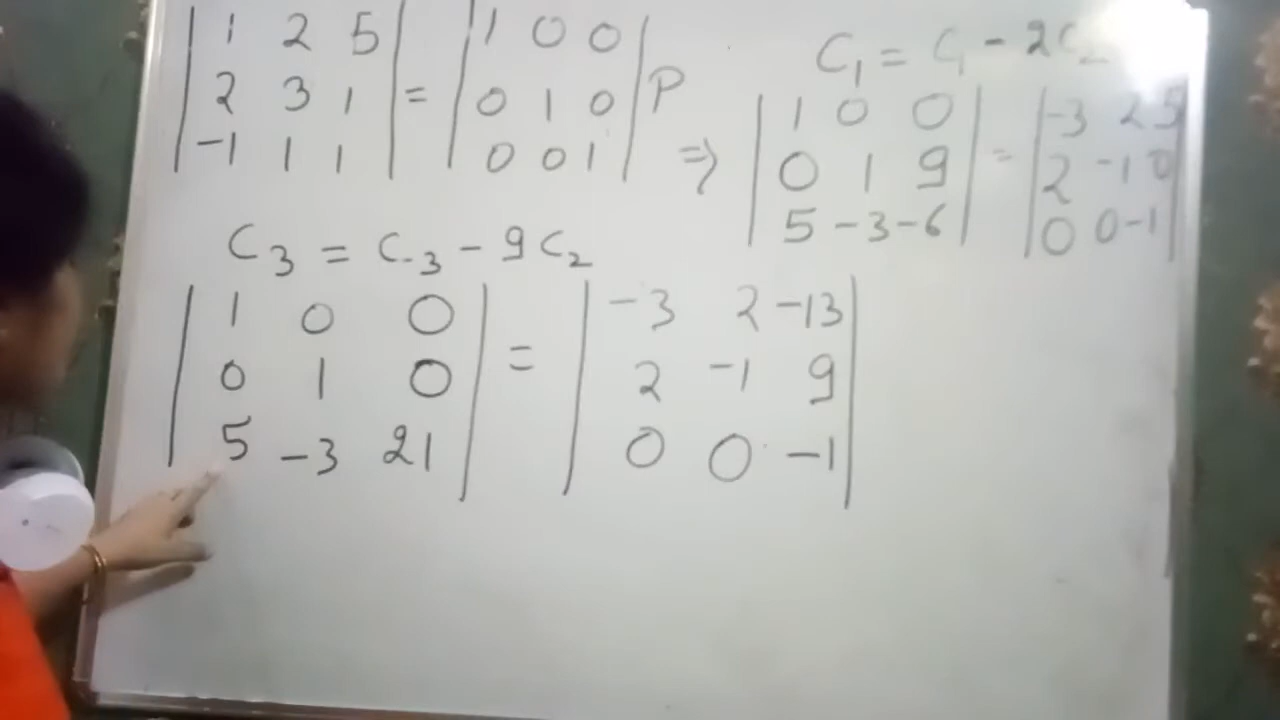 | 1 2 5 | = | 1 0 0 |
| 2 3 1 | = | 0 1 0 | P
| -1 1 1 | | 0 0 1 |
C1 = C1 - 2C2
⇒ | 1 0 0 | = | -3 2 5 |
| 0 1 9 | | 2 -1 0 |
| 5 -3 -6 | | 0 0 -1 |
C3 = C3 - 9C2
| 1 0 0 | | -3 2 -13 |
| 0 1 0 | = | 2 -1 9 |
| 5 -3 21 | | 0 0 -1 |